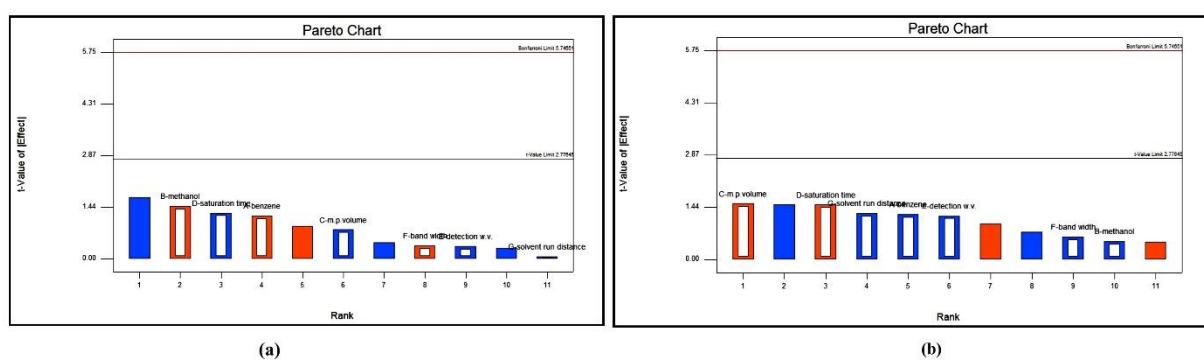 Pareto Chart
5.75
4.31
2.87
1.44
0.00
t-Value of |Effect|
Bonferroni Limit 5.74651
t-Value Limit 2.77645
B-methanol
D-saturation time
A-benzene
C-m.p.volume
F-band width
E-detection w.v.
G-solvent run distance
1 2 3 4 5 6 7 8 9 10 11
Rank
(a)
Pareto Chart
5.75
4.31
2.87
1.44
0.00
t-Value of |Effect|
Bonferroni Limit 5.74651
t-Value Limit 2.77645
C-m.p.volume
D-saturation time
G-solvent run distance
A-benzene
E-detection w.v.
F-band width
B-methanol
1 2 3 4 5 6 7 8 9 10 11
Rank
(b)